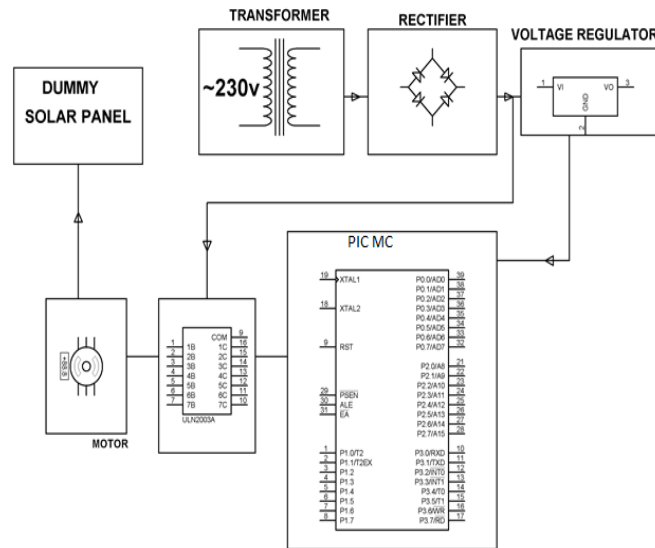 TRANSFORMER
RECTIFIER
VOLTAGE REGULATOR
~230v
1
VI
VO
3
GND
2
DUMMY
SOLAR PANEL
PIC MC
19
XTAL1
18
XTAL2
9
RST
29
PSEN
30
ALE
31
EA
1
P1.0/T2
2
P1.1/T2EX
3
P1.2
4
P1.3
5
P1.4
6
P1.5
7
P1.6
8
P1.7
P0.0/AD0
39
P0.1/AD1
38
P0.2/AD2
37
P0.3/AD3
36
P0.4/AD4
35
P0.5/AD5
34
P0.6/AD6
33
P0.7/AD7
32
P2.0/A8
21
P2.1/A9
22
P2.2/A10
23
P2.3/A11
24
P2.4/A12
25
P2.5/A13
26
P2.6/A14
27
P2.7/A15
28
P3.0/RXD
10
P3.1/TXD
11
P3.2/INT0
12
P3.3/INT1
13
P3.4/T0
14
P3.5/T1
15
P3.6/WR
16
P3.7/RD
17
+88.8
MOTOR
1
1B
2
2B
3
3B
4
4B
5
5B
6
6B
7
7B
COM
9
1C
16
2C
15
3C
14
4C
13
5C
12
6C
11
7C
10
ULN2003A